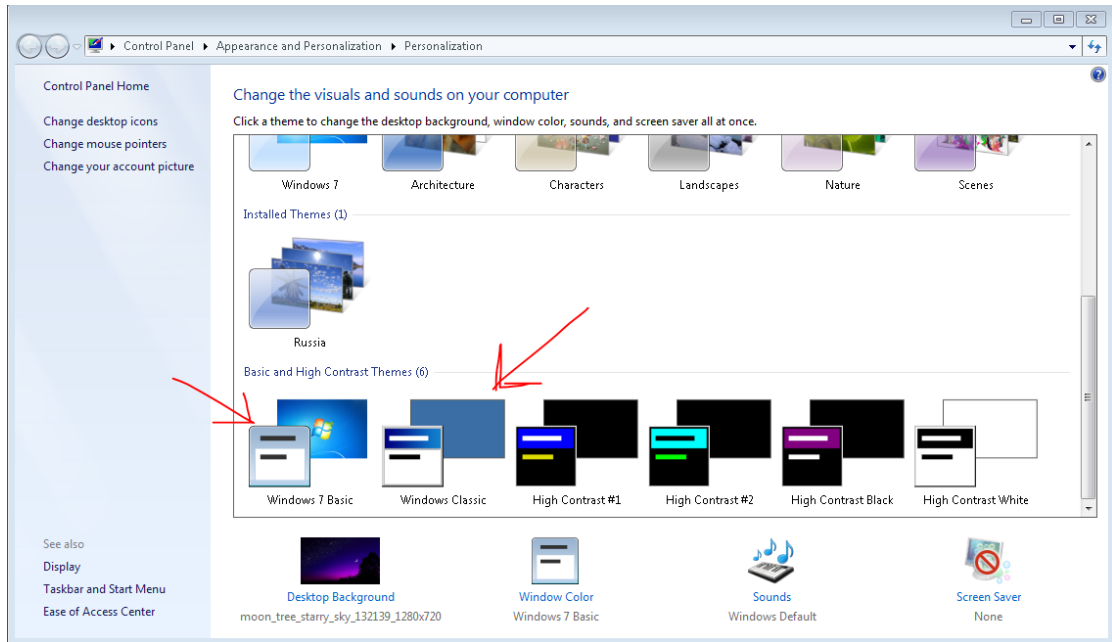 Control Panel ▸ Appearance and Personalization ▸ Personalization
Control Panel Home
Change desktop icons
Change mouse pointers
Change your account picture
Change the visuals and sounds on your computer
Click a theme to change the desktop background, window color, sounds, and screen saver all at once.
Windows 7 Architecture Characters Landscapes Nature Scenes
Installed Themes (1)
Russia
Basic and High Contrast Themes (6)
Windows 7 Basic Windows Classic High Contrast #1 High Contrast #2 High Contrast Black High Contrast White
See also
Display
Taskbar and Start Menu
Ease of Access Center
Desktop Background Window Color Sounds Screen Saver
moon_tree_starry_sky_132139_1280x720 Windows 7 Basic Windows Default None